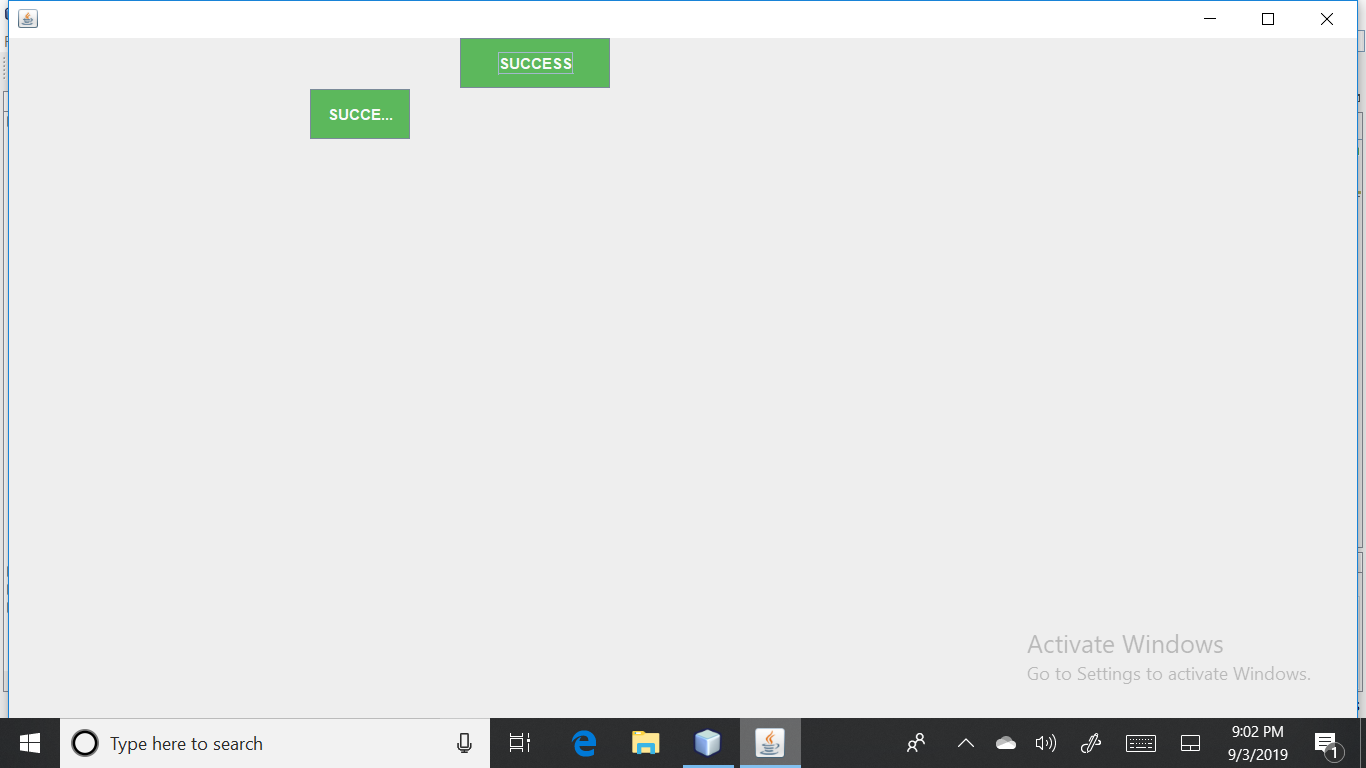 SUCCESS
SUCCE...
Activate Windows
Go to Settings to activate Windows.
Type here to search
9:02 PM
9/3/2019
1